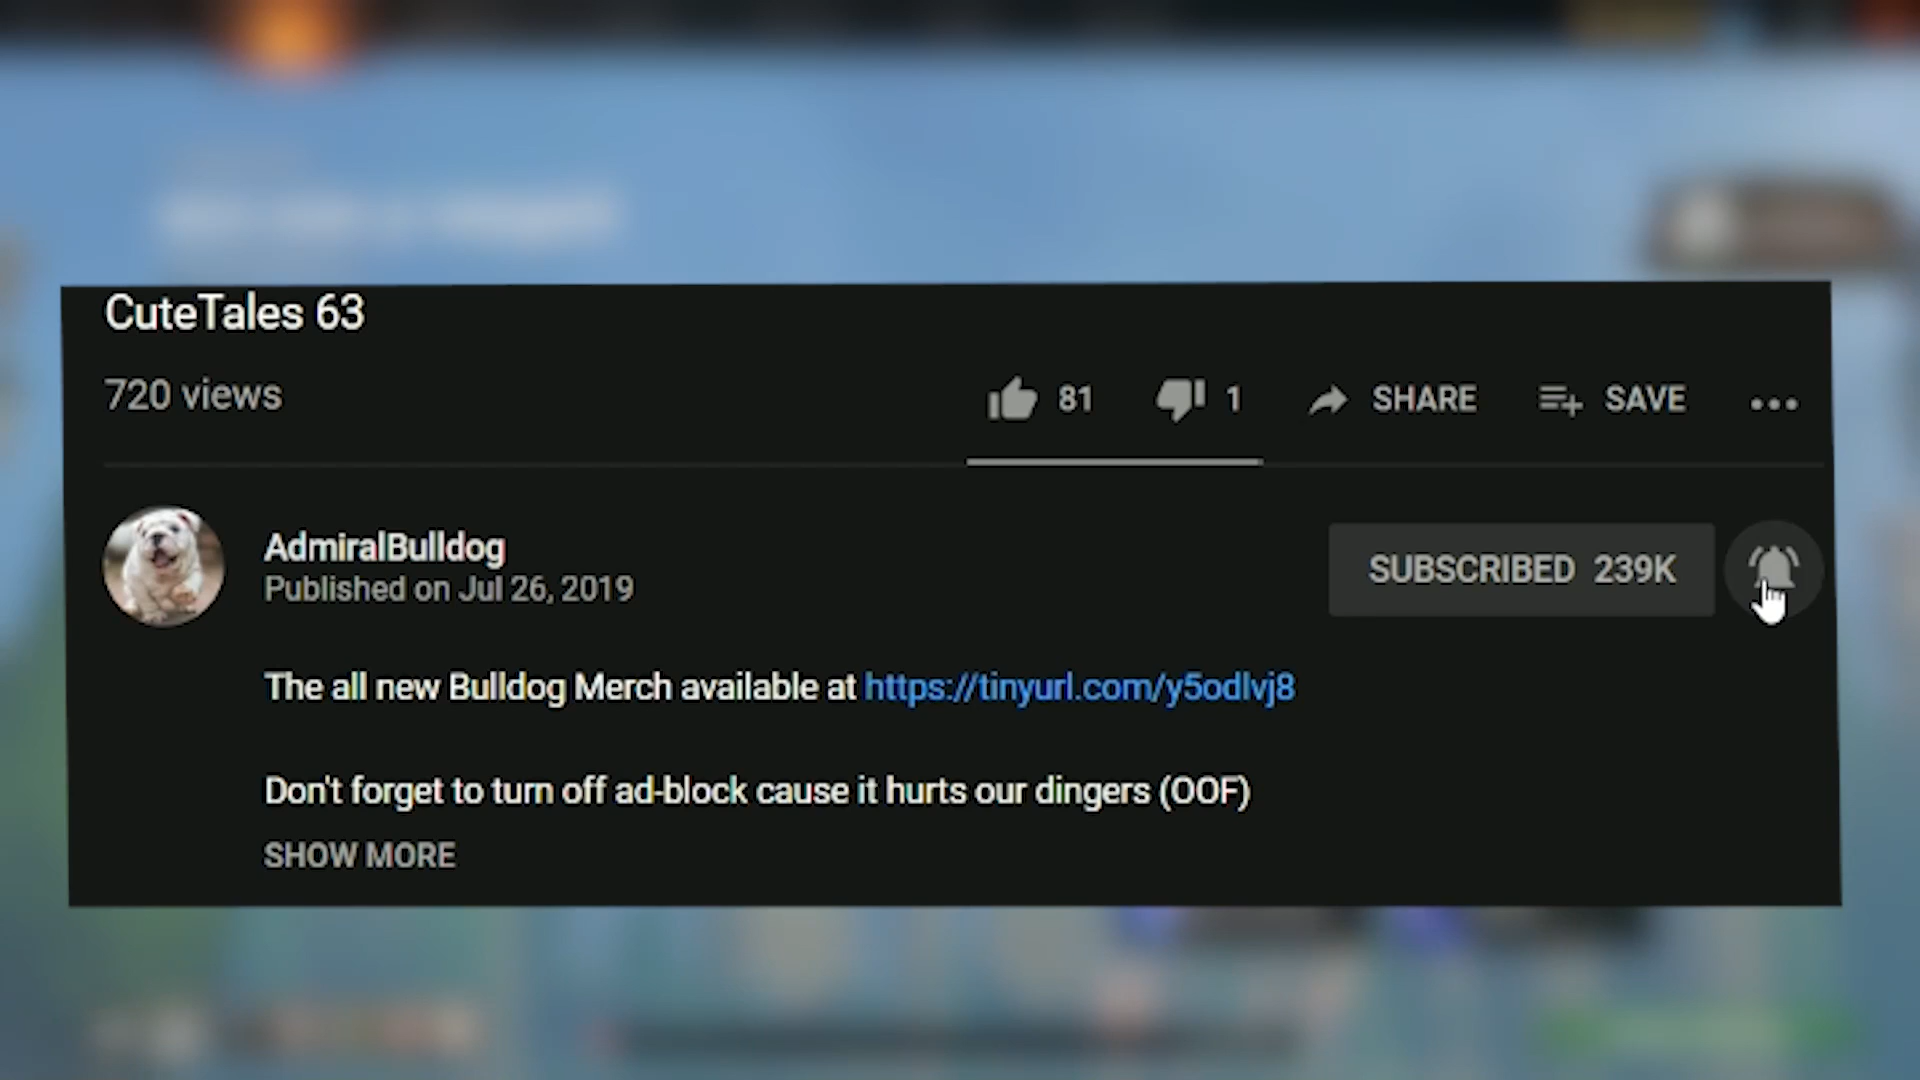 CuteTales 63
720 views
81
1
SHARE
SAVE
AdmiralBulldog
Published on Jul 26, 2019
SUBSCRIBED 239K
The all new Bulldog Merch available at https://tinyurl.com/y5odlvj8
Don't forget to turn off ad-block cause it hurts our dingers (OOF)
SHOW MORE